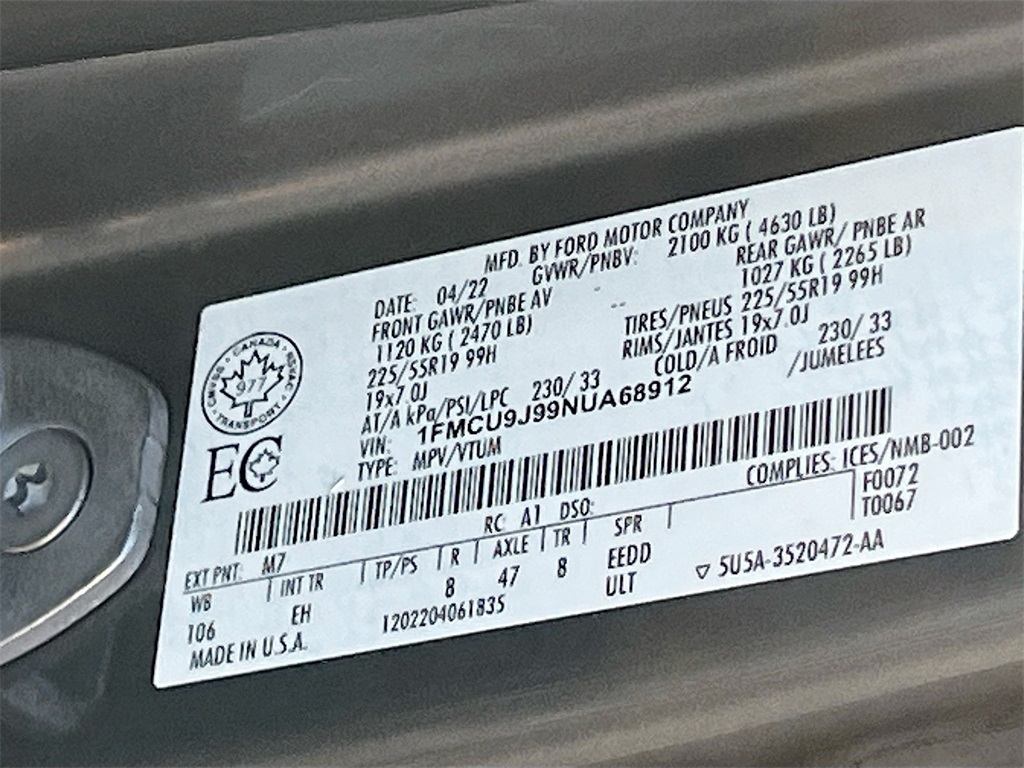 MFD. BY FORD MOTOR COMPANY
DATE: 04/22 GVWR/PNBV: 2100 KG ( 4630 LB)
FRONT GAWR/PNBE AV REAR GAWR/ PNBE AR
1120 KG ( 2470 LB) 1027 KG ( 2265 LB)
225/55R19 99H TIRES/PNEUS 225/55R19 99H
19x7.0J RIMS/JANTES 19x7.0J
AT/A kPa/PSI/LPC 230/ 33 COLD/A FROID 230/ 33
VIN: 1FMCU9J99NUA68912 /JUMELEES
TYPE: MPV/VTUM
CANADA
977
TRANSPORT
EC
COMPLIES: ICES/NMB-002
RC: A1 DSO: F0072
EXT PNT: M7 T0067
WB INT TR TP/PS R AXLE TR SPR
106 EH 8 47 8 EEDD
ULT
MADE IN U.S.A. 1202204061835 ▽ 5U5A-3520472-AA